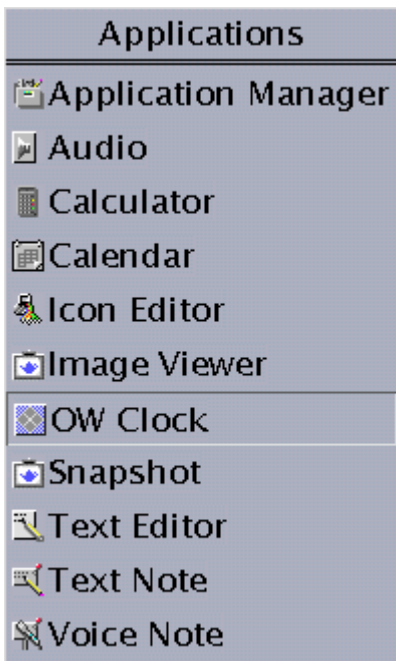 Applications
Application Manager
Audio
Calculator
Calendar
Icon Editor
Image Viewer
OW Clock
Snapshot
Text Editor
Text Note
Voice Note